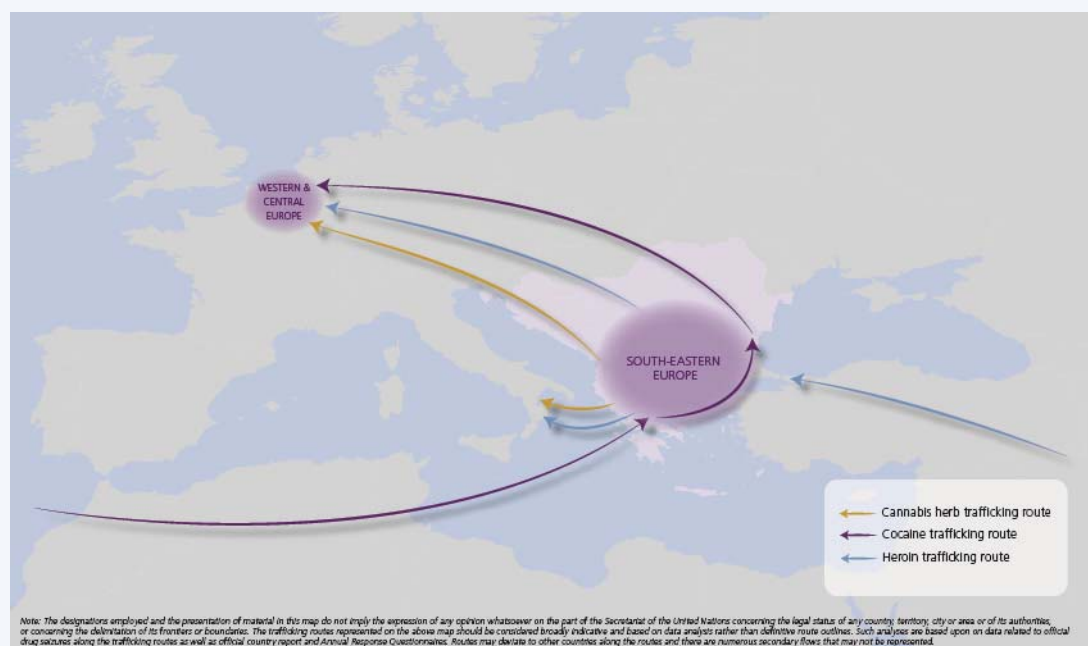 WESTERN &
CENTRAL
EUROPE
SOUTH-EASTERN
EUROPE
Cannabis herb trafficking route
Cocaine trafficking route
Heroin trafficking route
Note: The designations employed and the presentation of material in this map do not imply the expression of any opinion whatsoever on the part of the Secretariat of the United Nations concerning the legal status of any country, territory, city or area or of its authorities,
or concerning the delimitation of its frontiers or boundaries. The trafficking routes represented on the above map should be considered broadly indicative and based on data analysis rather than definitive route outlines. Such analyses are based upon on data related to official
drug seizures along the trafficking routes as well as official country report and Annual Response Questionnaires. Routes may deviate to other countries along the routes and there are numerous secondary flows that may not be represented.